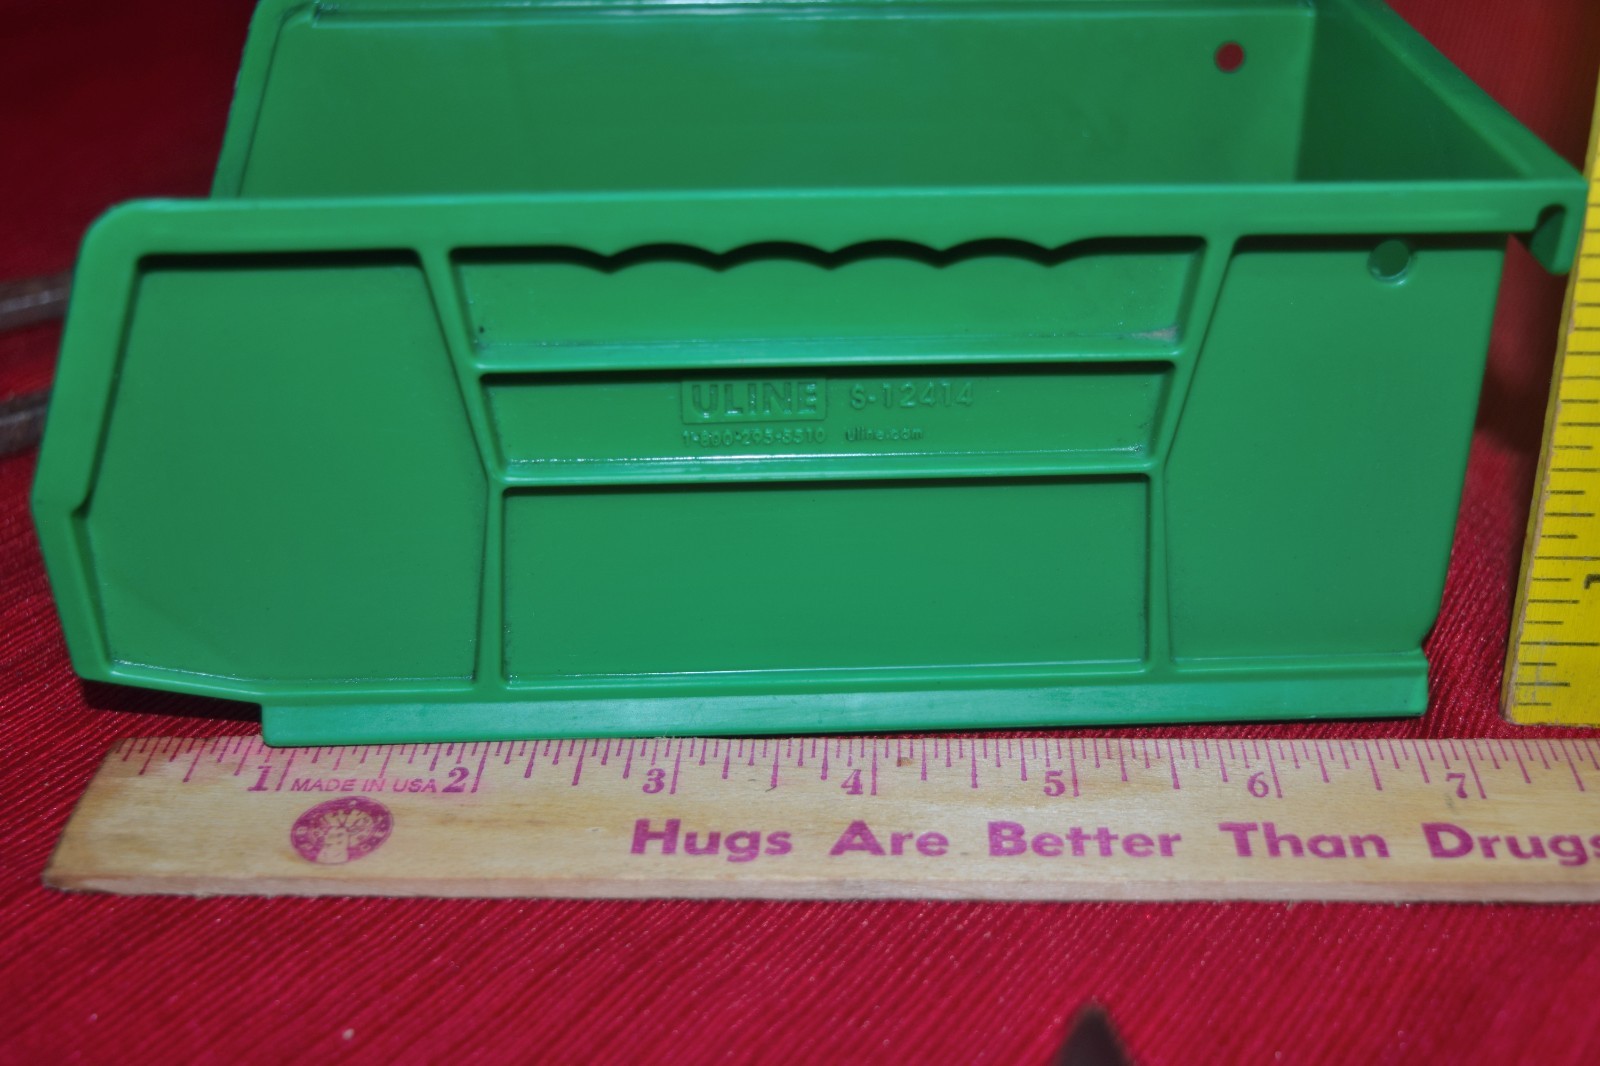 ULINE S-12414
1-800-295-5510 uline.com
1 MADE IN USA 2 3 4 5 6 7
Hugs Are Better Than Drugs